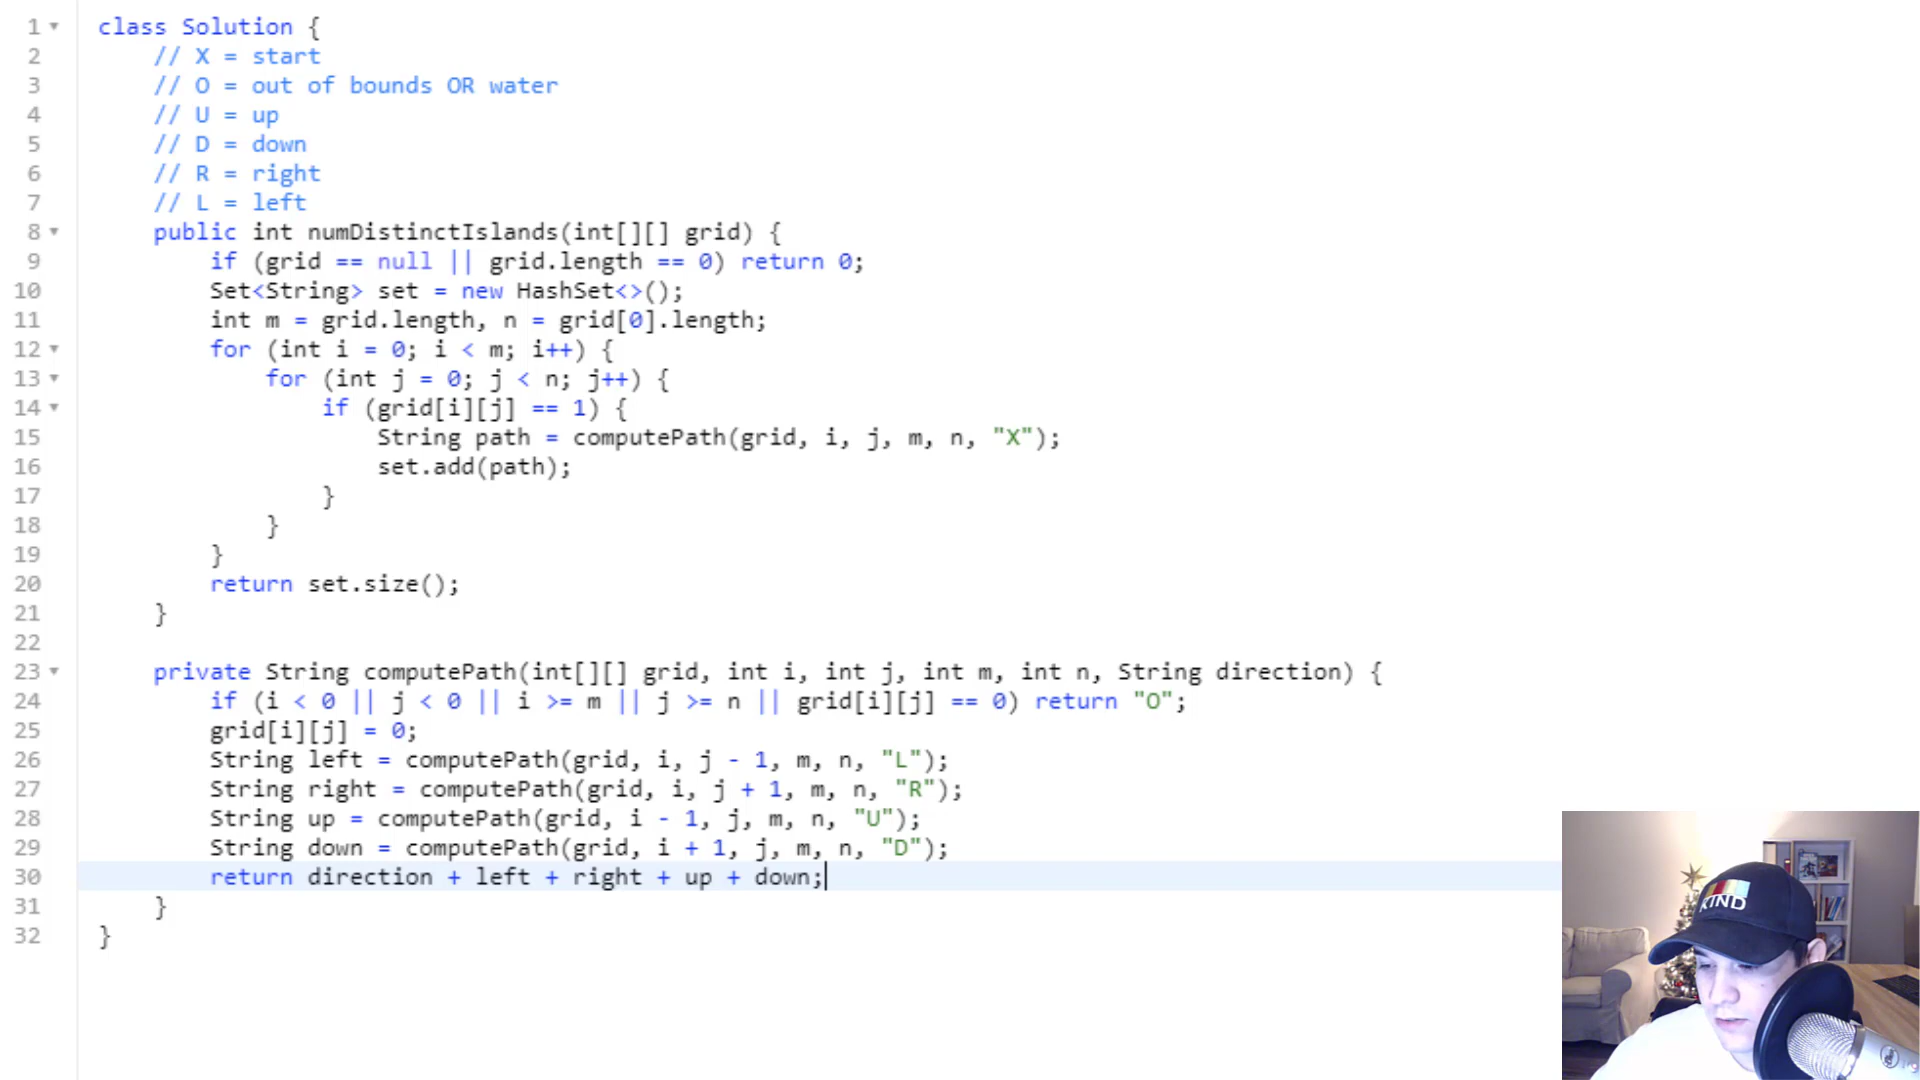 1 class Solution {
2 // X = start
3 // O = out of bounds OR water
4 // U = up
5 // D = down
6 // R = right
7 // L = left
8 public int numDistinctIslands(int[][] grid) {
9 if (grid == null || grid.length == 0) return 0;
10 Set<String> set = new HashSet<>();
11 int m = grid.length, n = grid[0].length;
12 for (int i = 0; i < m; i++) {
13 for (int j = 0; j < n; j++) {
14 if (grid[i][j] == 1) {
15 String path = computePath(grid, i, j, m, n, "X");
16 set.add(path);
17 }
18 }
19 }
20 return set.size();
21 }
22
23 private String computePath(int[][] grid, int i, int j, int m, int n, String direction) {
24 if (i < 0 || j < 0 || i >= m || j >= n || grid[i][j] == 0) return "O";
25 grid[i][j] = 0;
26 String left = computePath(grid, i, j - 1, m, n, "L");
27 String right = computePath(grid, i, j + 1, m, n, "R");
28 String up = computePath(grid, i - 1, j, m, n, "U");
29 String down = computePath(grid, i + 1, j, m, n, "D");
30 return direction + left + right + up + down;
31 }
32 }
KIND